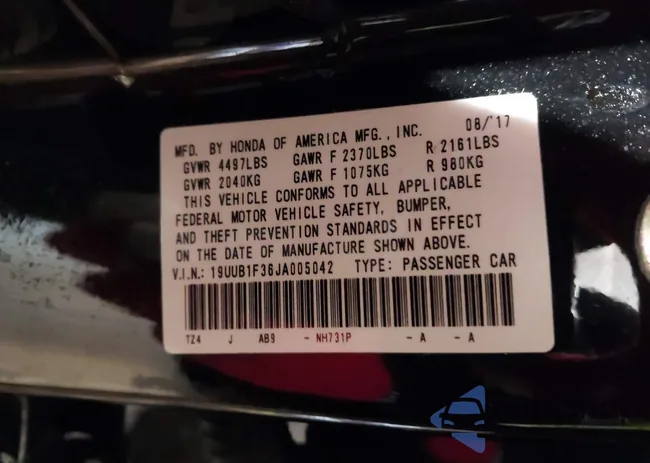 MFD. BY HONDA OF AMERICA MFG., INC. 08/'17
GVWR 4497LBS GAWR F 2370LBS R 2161LBS
GVWR 2040KG GAWR F 1075KG R 980KG
THIS VEHICLE CONFORMS TO ALL APPLICABLE
FEDERAL MOTOR VEHICLE SAFETY, BUMPER,
AND THEFT PREVENTION STANDARDS IN EFFECT
ON THE DATE OF MANUFACTURE SHOWN ABOVE.
V.I.N.: 19UUB1F36JA005042 TYPE: PASSENGER CAR
TZ4 J AB9 - NH731P - A - A